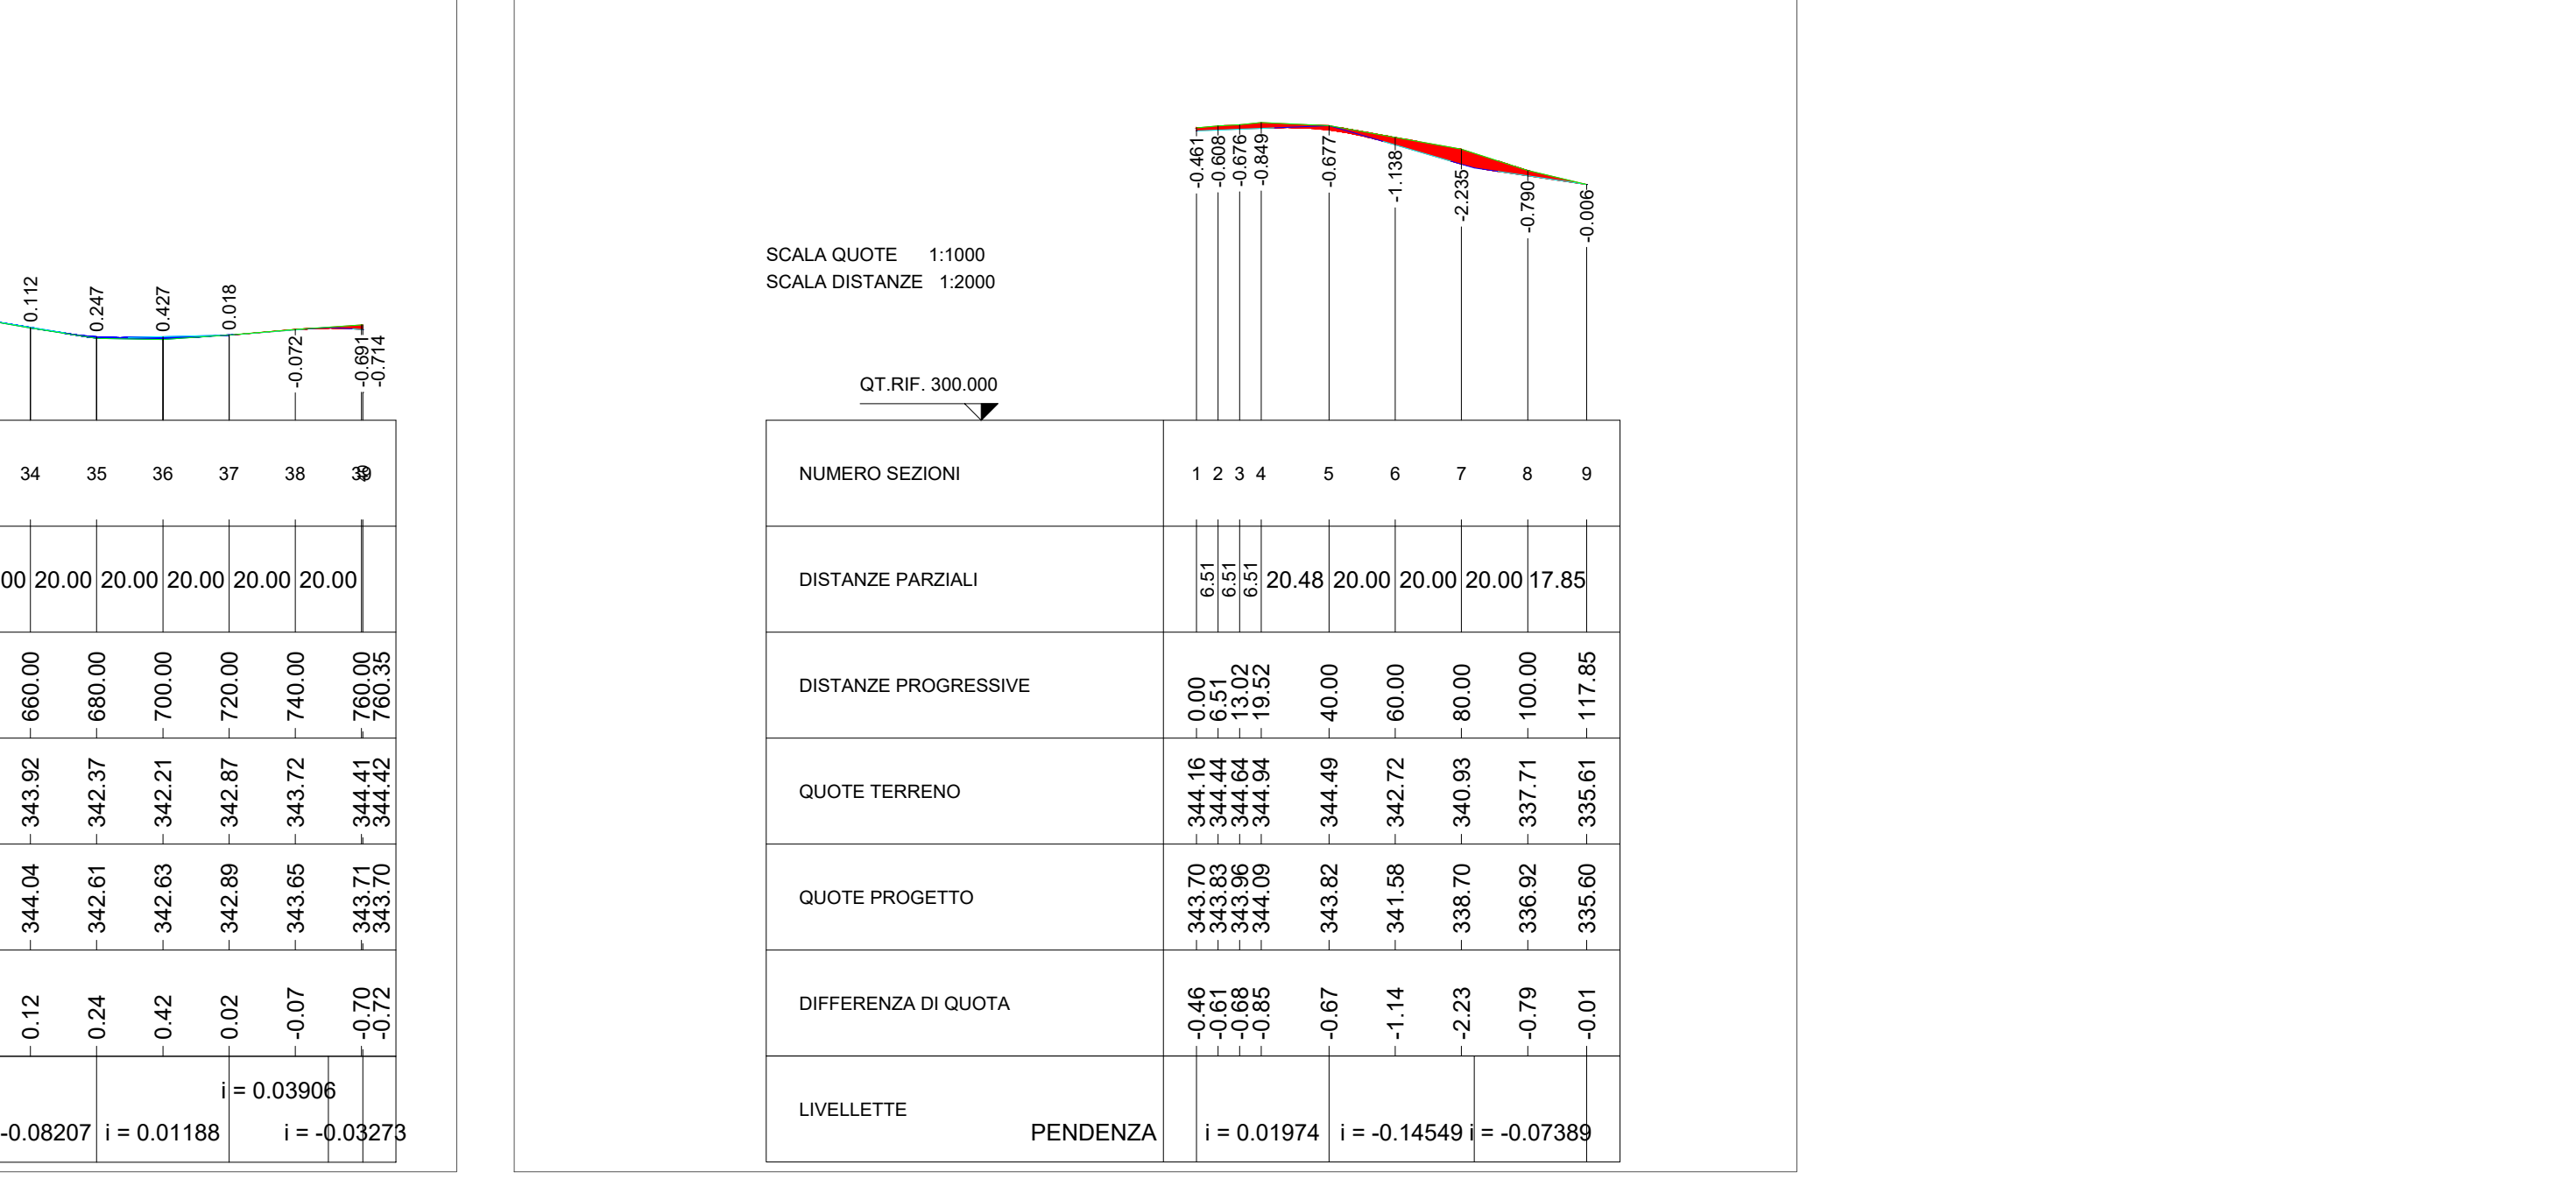 0.112 0.247 0.427 0.018 -0.072 -0.691 -0.714
34 35 36 37 38 39
00 20.00 20.00 20.00 20.00 20.00
660.00 680.00 700.00 720.00 740.00 760.00 760.35
343.92 342.37 342.21 342.87 343.72 344.41 344.42
344.04 342.61 342.63 342.89 343.65 343.71 343.70
0.12 0.24 0.42 0.02 -0.07 -0.70 -0.72
i = 0.03906
-0.08207 i = 0.01188 i = -0.03273
-0.461 -0.608 -0.676 -0.849 -0.677 -1.138 -2.235 -0.790 -0.006
SCALA QUOTE 1:1000
SCALA DISTANZE 1:2000
QT.RIF. 300.000
NUMERO SEZIONI 1 2 3 4 5 6 7 8 9
DISTANZE PARZIALI 6.51 6.51 6.51 20.48 20.00 20.00 20.00 17.85
DISTANZE PROGRESSIVE 0.00 6.51 13.02 19.52 40.00 60.00 80.00 100.00 117.85
QUOTE TERRENO 344.16 344.44 344.64 344.94 344.49 342.72 340.93 337.71 335.61
QUOTE PROGETTO 343.70 343.83 343.96 344.09 343.82 341.58 338.70 336.92 335.60
DIFFERENZA DI QUOTA -0.46 -0.61 -0.68 -0.85 -0.67 -1.14 -2.23 -0.79 -0.01
LIVELLETTE
PENDENZA i = 0.01974 i = -0.14549 i = -0.07389